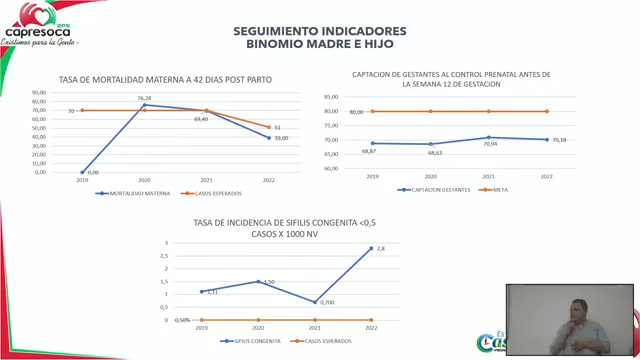 EPS
capresoca
Existimos para la Gente -
SEGUIMIENTO INDICADORES
BINOMIO MADRE E HIJO
TASA DE MORTALIDAD MATERNA A 42 DIAS POST PARTO
90,00
80,00
70,00
60,00
50,00
40,00
30,00
20,00
10,00
0,00
70
76,28
69,40
51
39,00
0,00
2019 2020 2021 2022
MORTALIDAD MATERNA CASOS ESPERADOS
CAPTACION DE GESTANTES AL CONTROL PRENATAL ANTES DE
LA SEMANA 12 DE GESTACION
85,00
80,00
75,00
70,00
65,00
60,00
80,00
68,87
68,63
70,94
70,18
2019 2020 2021 2022
CAPTACION GESTANTES META
TASA DE INCIDENCIA DE SIFILIS CONGENITA <0,5
CASOS X 1000 NV
3
2,5
2
1,5
1
0,5
0
1,11
1,50
0,700
2,8
0,50%
2019 2020 2021 2022
SIFILIS CONGENITA CASOS ESPERADOS
Es